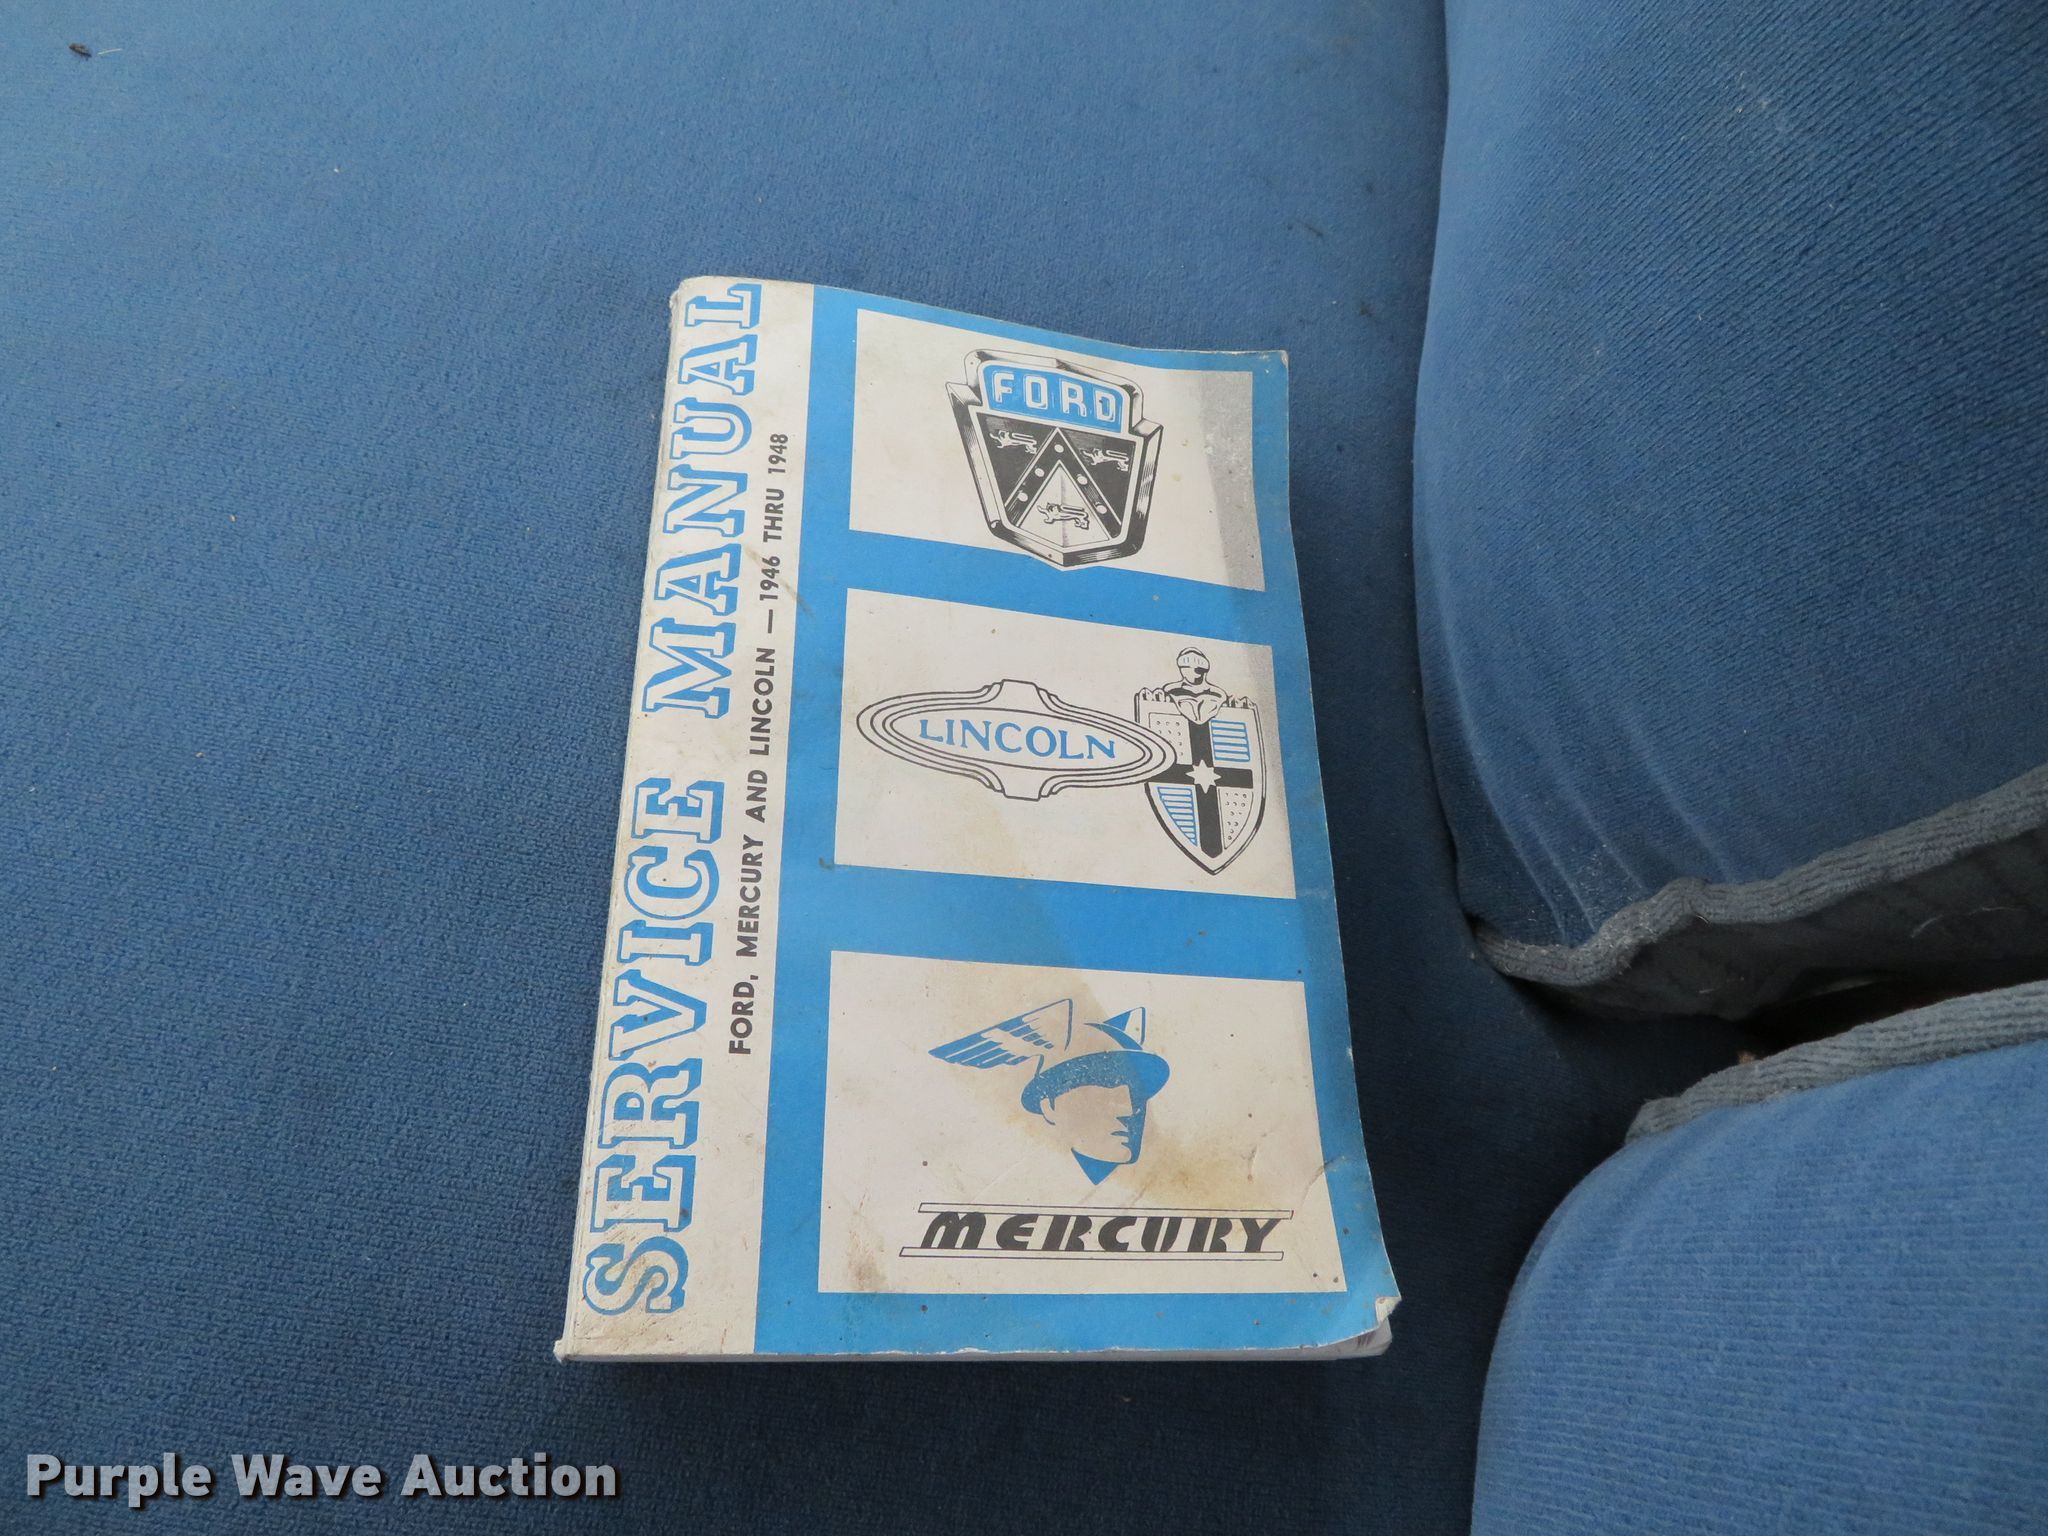 SERVICE MANUAL
FORD, MERCURY AND LINCOLN — 1946 THRU 1948
FORD
LINCOLN
MERCURY
Purple Wave Auction